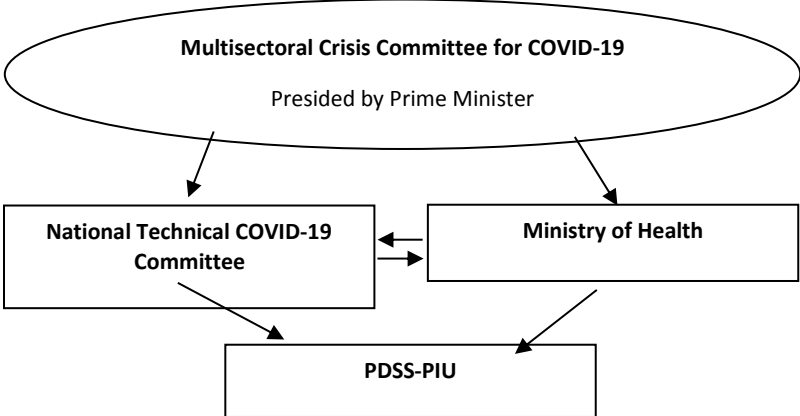 Multisectoral Crisis Committee for COVID-19
Presided by Prime Minister
National Technical COVID-19
Committee
Ministry of Health
PDSS-PIU